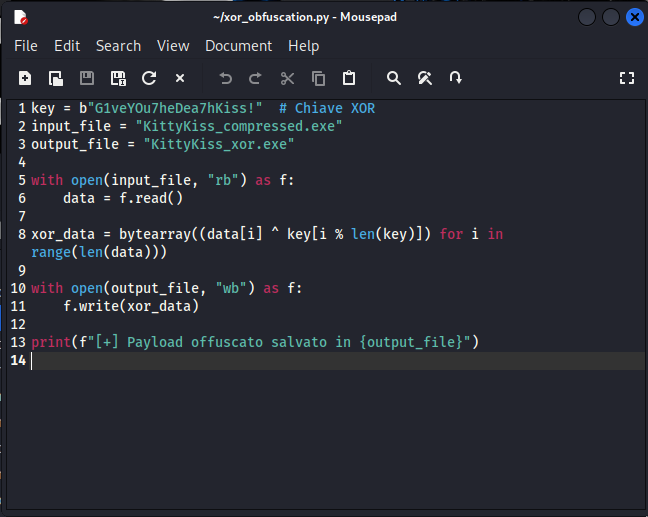 ~/xor_obfuscation.py - Mousepad
File Edit Search View Document Help
1 key = b"G1veYOu7heDea7hKiss!"  # Chiave XOR
2 input_file = "KittyKiss_compressed.exe"
3 output_file = "KittyKiss_xor.exe"
4
5 with open(input_file, "rb") as f:
6     data = f.read()
7
8 xor_data = bytearray((data[i] ^ key[i % len(key)]) for i in
range(len(data)))
9
10 with open(output_file, "wb") as f:
11     f.write(xor_data)
12
13 print(f"[+] Payload offuscato salvato in {output_file}")
14